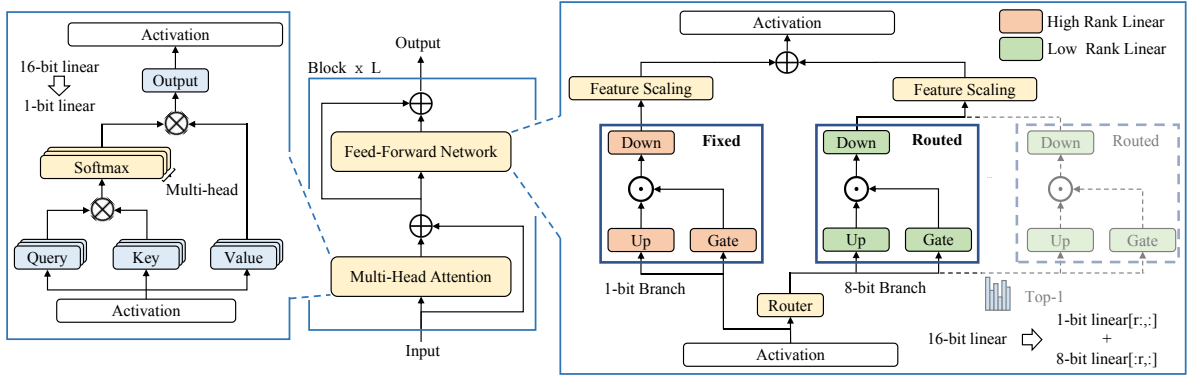 Activation
16-bit linear
1-bit linear
Output
Softmax
Multi-head
Query
Key
Value
Activation
Output
Block x L
Feed-Forward Network
Multi-Head Attention
Input
Activation
High Rank Linear
Low Rank Linear
Feature Scaling
Feature Scaling
Down
Fixed
Down
Routed
Down
Routed
...
Up
Gate
Up
Gate
Up
Gate
1-bit Branch
8-bit Branch
Router
Top-1
Activation
16-bit linear
1-bit linear[r:,:]
+
8-bit linear[:r,:]